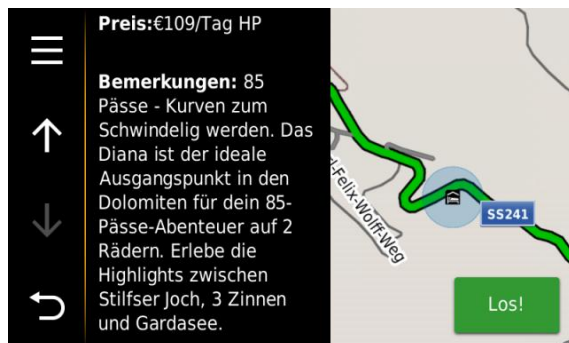 Preis:€109/Tag HP
Bemerkungen: 85
Pässe - Kurven zum
Schwindelig werden. Das
Diana ist der ideale
Ausgangspunkt in den
Dolomiten für dein 85-
Pässe-Abenteuer auf 2
Rädern. Erlebe die
Highlights zwischen
Stilfser Joch, 3 Zinnen
und Gardasee.
l-Felix-Wolff-Weg
SS241
Los!